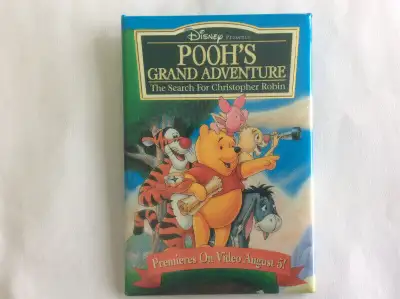 Disney Presents
POOH'S
GRAND ADVENTURE
The Search For Christopher Robin
Premieres On Video August 5!